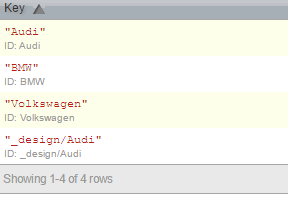 Key
"Audi"
ID: Audi
"BMW"
ID: BMW
"Volkswagen"
ID: Volkswagen
"_design/Audi"
ID: _design/Audi
Showing 1-4 of 4 rows